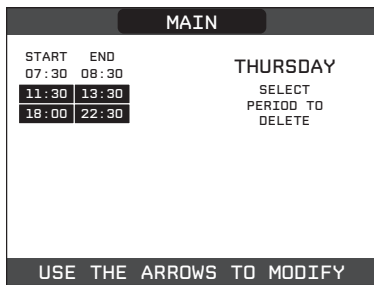 MAIN
START END
07:30 08:30
11:30 13:30
18:00 22:30
THURSDAY
SELECT
PERIOD TO
DELETE
USE THE ARROWS TO MODIFY